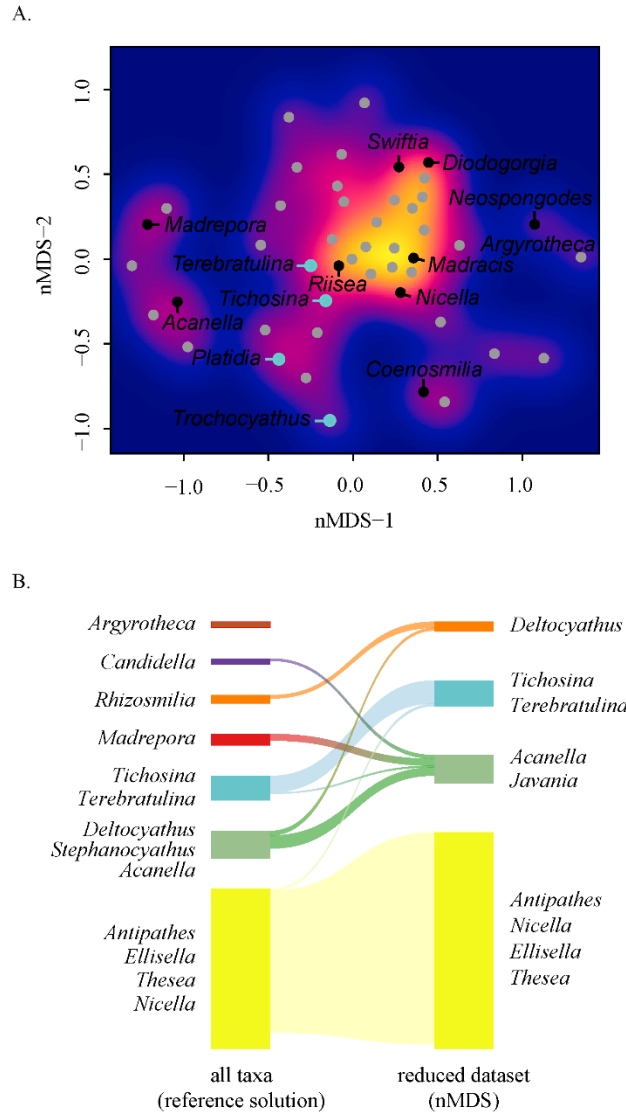 A.
nMDS−2
1.0
0.5
0.0
−0.5
−1.0
Swiftia
Diodogorgia
Neospongodes
Madrepora
Argyrotheca
Terebratulina
Madracis
Riisea
Tichosina
Nicella
Acanella
Platidia
Coenosmilia
Trochocyathus
−1.0 −0.5 0.0 0.5 1.0
nMDS−1
B.
Argyrotheca
Candidella
Rhizosmilia
Madrepora
Tichosina
Terebratulina
Deltocyathus
Stephanocyathus
Acanella
Antipathes
Ellisella
Thesea
Nicella
all taxa
(reference solution)
Deltocyathus
Tichosina
Terebratulina
Acanella
Javania
Antipathes
Nicella
Ellisella
Thesea
reduced dataset
(nMDS)